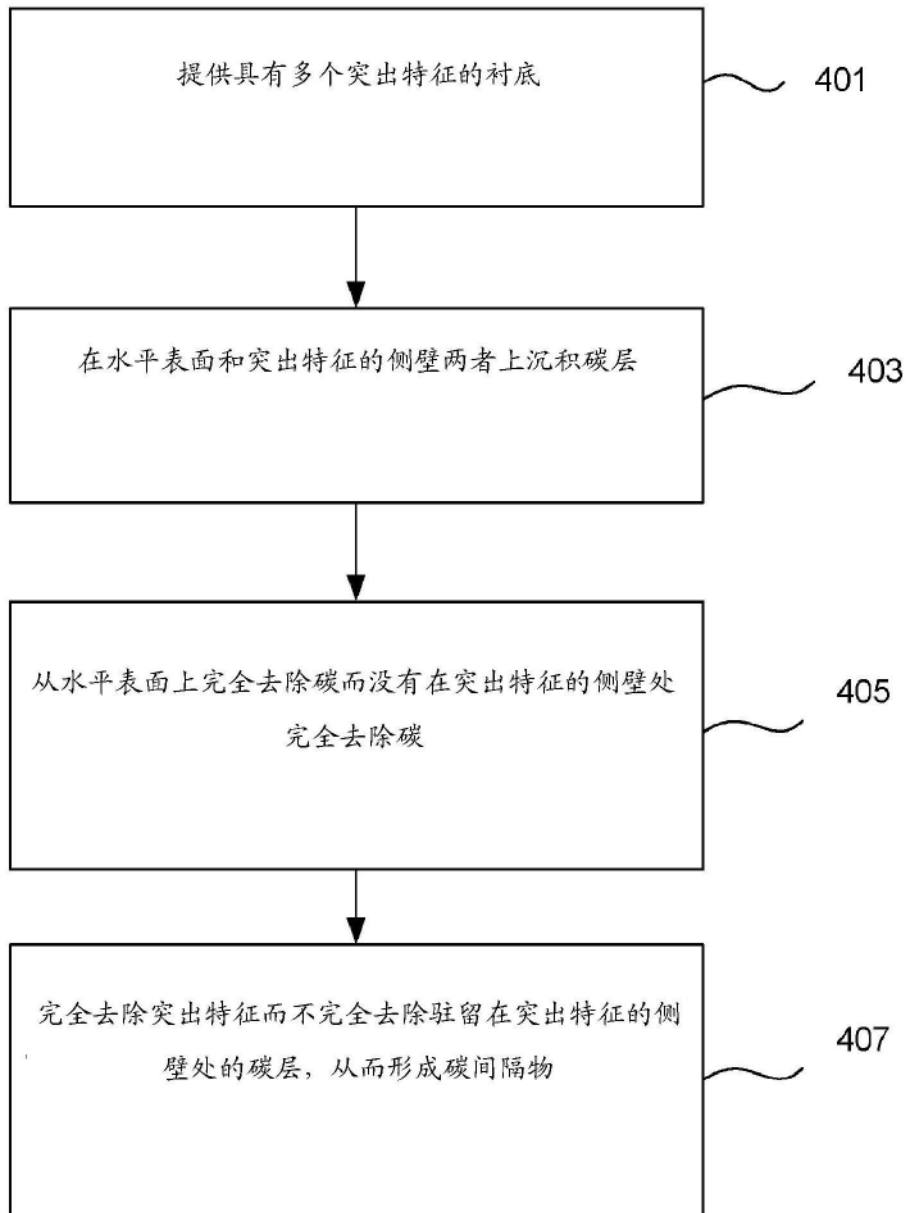 提供具有多个突出特征的衬底
401
在水平表面和突出特征的侧壁两者上沉积碳层
403
从水平表面上完全去除碳而没有在突出特征的侧壁处
完全去除碳
405
完全去除突出特征而不完全去除驻留在突出特征的侧
壁处的碳层，从而形成碳间隔物
407